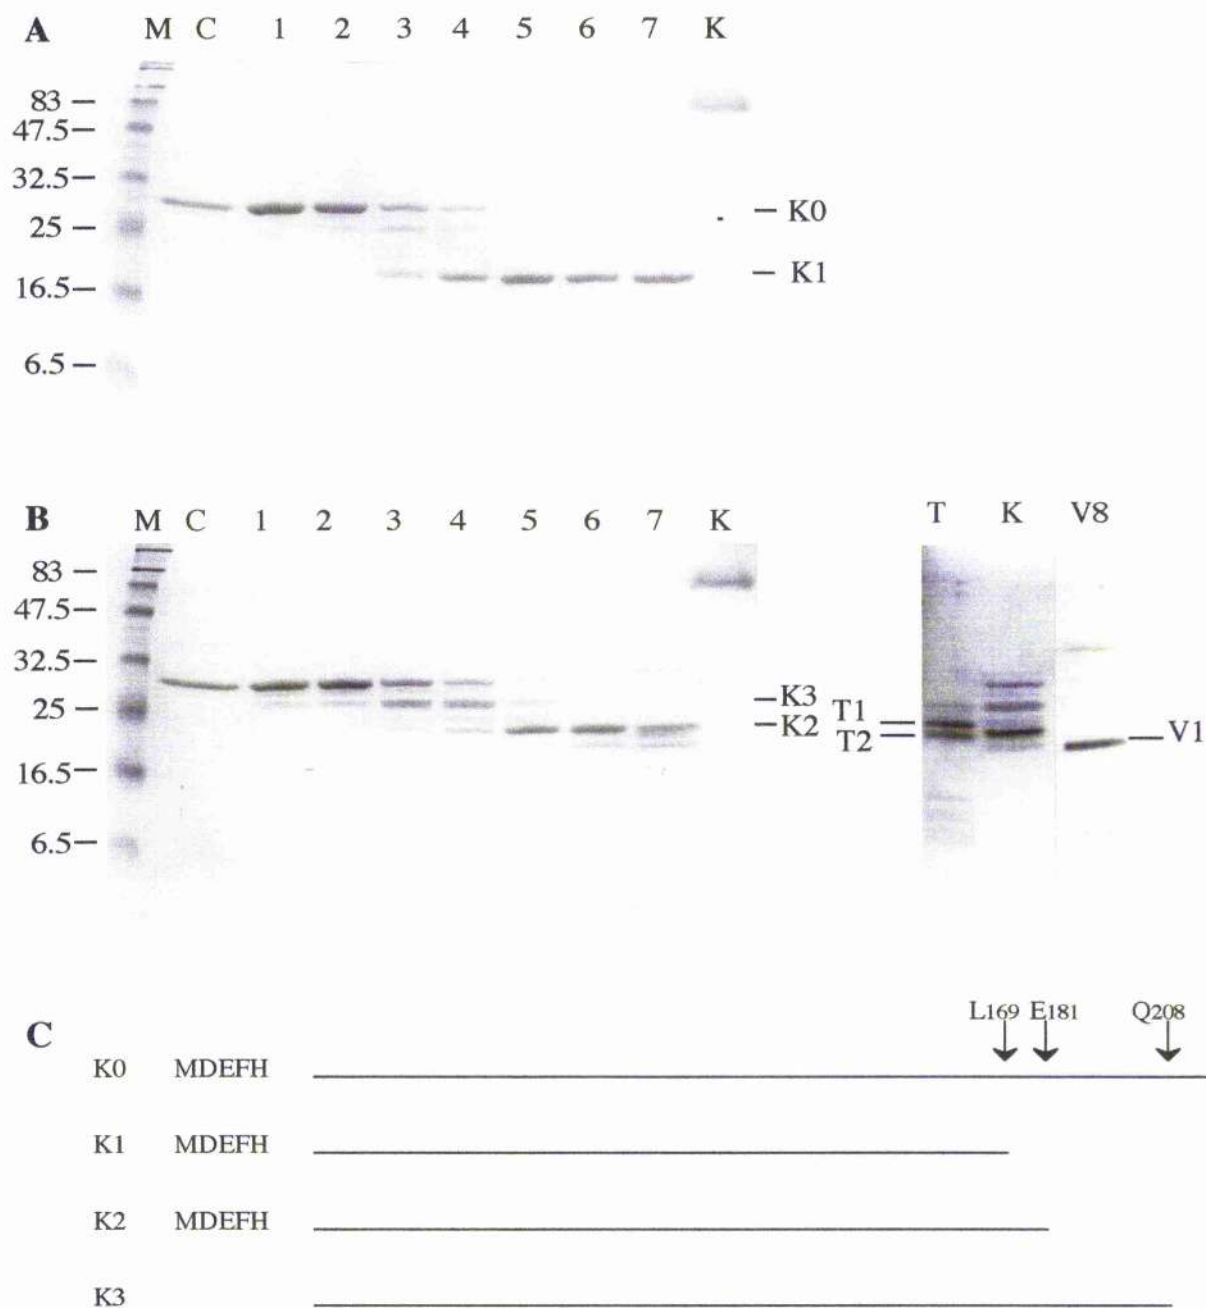 A
M C 1 2 3 4 5 6 7 K
83
47.5
32.5
25
16.5
6.5
K0
K1
B
M C 1 2 3 4 5 6 7 K
T K V8
83
47.5
32.5
25
16.5
6.5
K3
K2
T1
T2
V1
C
L169 E181 Q208
K0 MDEFH
K1 MDEFH
K2 MDEFH
K3